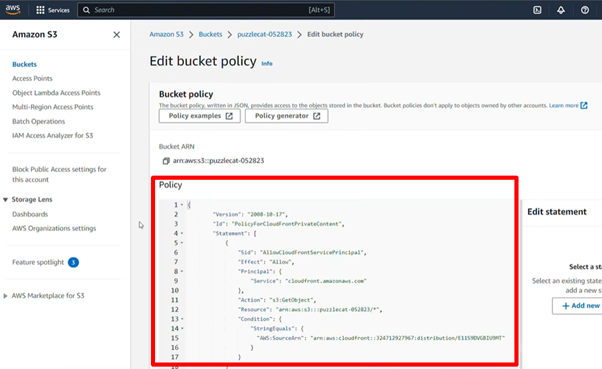 aws
Services
Search
[Alt+S]
Amazon S3
Buckets
Access Points
Object Lambda Access Points
Multi-Region Access Points
Batch Operations
IAM Access Analyzer for S3
Block Public Access settings for
this account
Storage Lens
Dashboards
AWS Organizations settings
Feature spotlight 3
AWS Marketplace for S3
Amazon S3 > Buckets > puzzlecat-052823 > Edit bucket policy
Edit bucket policy Info
Bucket policy
The bucket policy, written in JSON, provides access to the objects stored in the bucket. Bucket policies don't apply to objects owned by other accounts. Learn more
Policy examples
Policy generator
Bucket ARN
arn:aws:s3:::puzzlecat-052823
Policy
1 {
2 "Version": "2008-10-17",
3 "Id": "PolicyForCloudFrontPrivateContent",
4 "Statement": [
5 {
6 "Sid": "AllowCloudFrontServicePrincipal",
7 "Effect": "Allow",
8 "Principal": {
9 "Service": "cloudfront.amazonaws.com"
10 },
11 "Action": "s3:GetObject",
12 "Resource": "arn:aws:s3:::puzzlecat-052823/*",
13 "Condition": {
14 "StringEquals": {
15 "AWS:SourceArn": "arn:aws:cloudfront::324712927967:distribution/E1159DVGBIV9MT"
16 }
17 }
Edit statement
Select a st
Select an existing state
add a new s
+ Add new